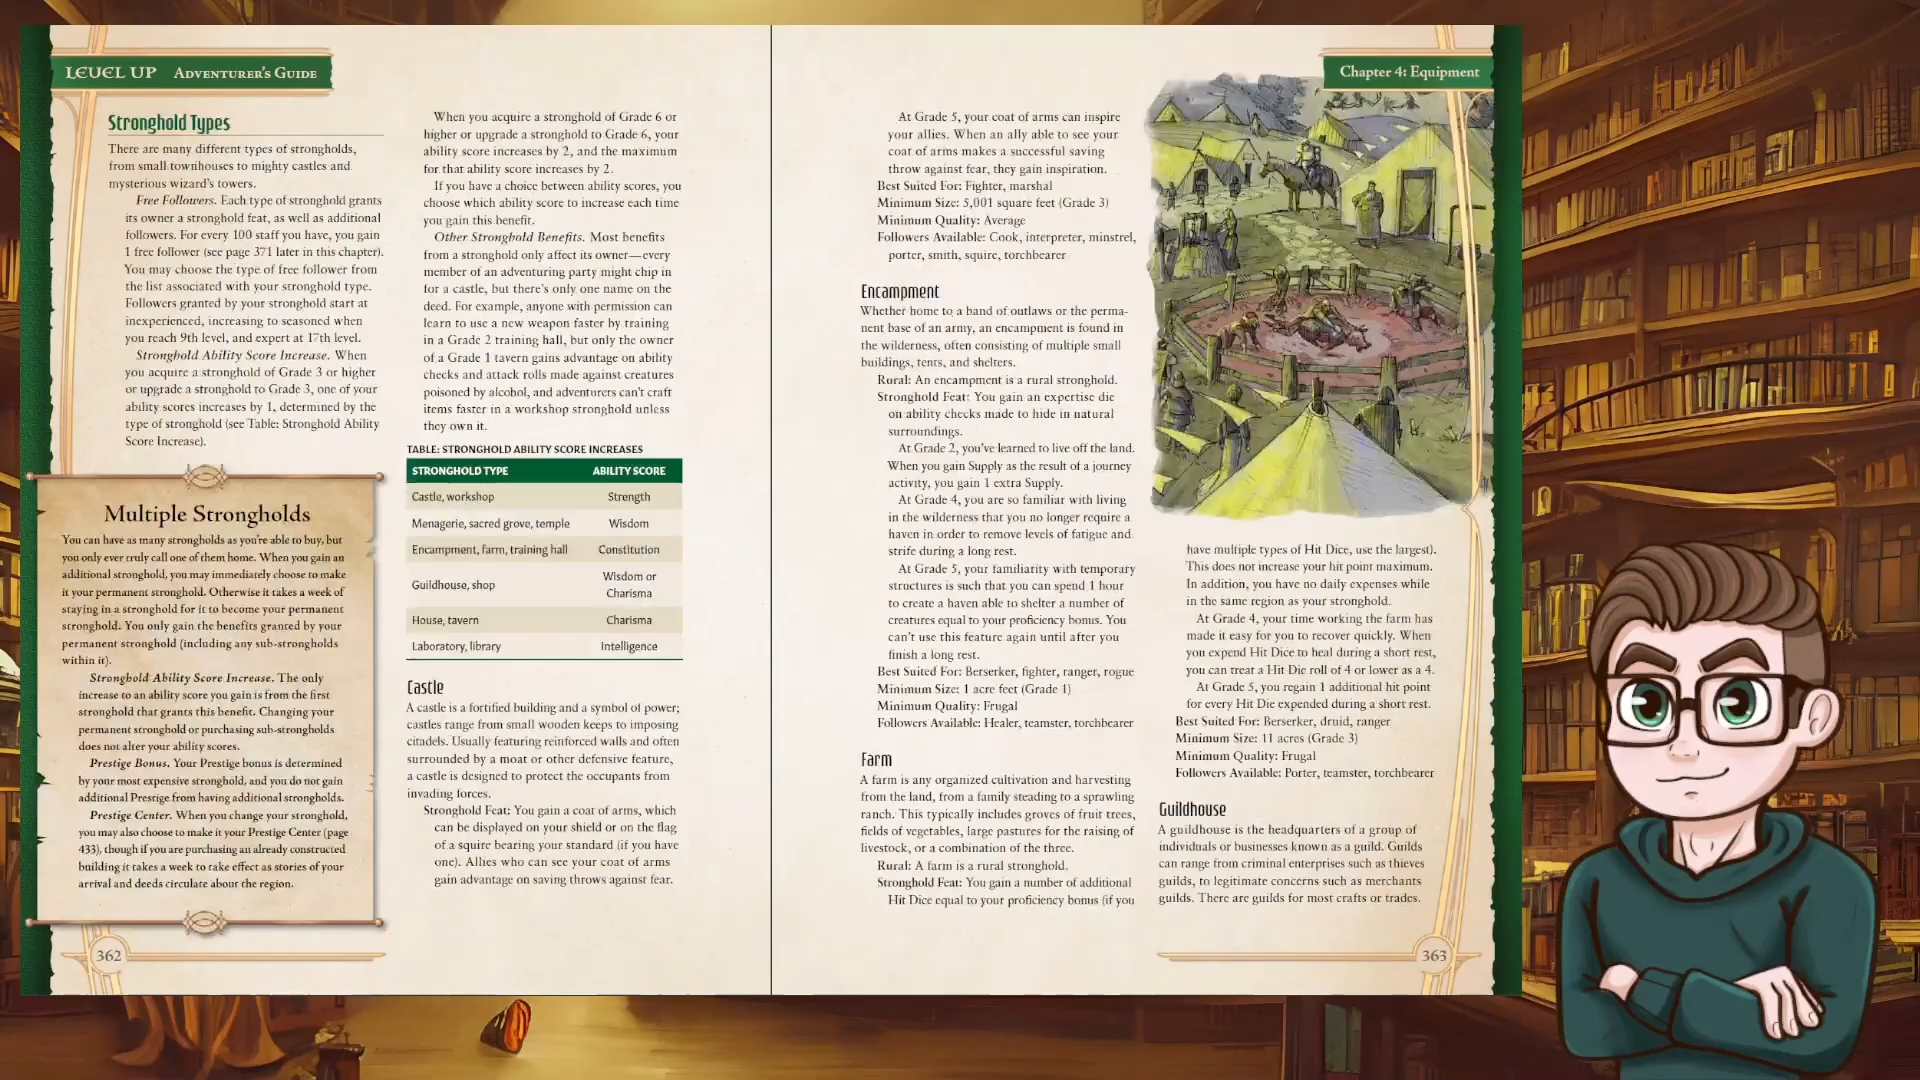 LEVEL UP ADVENTURER'S GUIDE
Stronghold Types
There are many different types of strongholds,
from small townhouses to mighty castles and
mysterious wizard's towers.
Free Followers. Each type of stronghold grants
its owner a stronghold feat, as well as additional
followers. For every 100 staff you have, you gain
1 free follower (see page 371 later in this chapter).
You may choose the type of free follower from
the list associated with your stronghold type.
Followers granted by your stronghold start at
inexperienced, increasing to seasoned when
you reach 9th level, and expert at 17th level.
Stronghold Ability Score Increase. When
you acquire a stronghold of Grade 3 or higher
or upgrade a stronghold to Grade 3, one of your
ability scores increases by 1, determined by the
type of stronghold (see Table: Stronghold Ability
Score Increase).
Multiple Strongholds
You can have as many strongholds as you're able to buy, but
you only ever truly call one of them home. When you gain an
additional stronghold, you may immediately choose to make
it your permanent stronghold. Otherwise it takes a week of
staying in a stronghold for it to become your permanent
stronghold. You only gain the benefits granted by your
permanent stronghold (including any sub-strongholds
within it).
Stronghold Ability Score Increase. The only
increase to an ability score you gain is from the first
stronghold that grants this benefit. Changing your
permanent stronghold or purchasing sub-strongholds
does not alter your ability scores.
Prestige Bonus. Your Prestige bonus is determined
by your most expensive stronghold, and you do not gain
additional Prestige from having additional strongholds.
Prestige Center. When you change your stronghold,
you may also choose to make it your Prestige Center (page
433), though if you are purchasing an already constructed
building it takes a week to take effect as stories of your
arrival and deeds circulate about the region.
362
When you acquire a stronghold of Grade 6 or
higher or upgrade a stronghold to Grade 6, your
ability score increases by 2, and the maximum
for that ability score increases by 2.
If you have a choice between ability scores, you
choose which ability score to increase each time
you gain this benefit.
Other Stronghold Benefits. Most benefits
from a stronghold only affect its owner—every
member of an adventuring party might chip in
for a castle, but there's only one name on the
deed. For example, anyone with permission can
learn to use a new weapon faster by training
in a Grade 2 training hall, but only the owner
of a Grade 1 tavern gains advantage on ability
checks and attack rolls made against creatures
poisoned by alcohol, and adventurers can't craft
items faster in a workshop stronghold unless
they own it.
TABLE: STRONGHOLD ABILITY SCORE INCREASES
STRONGHOLD TYPE ABILITY SCORE
Castle, workshop Strength
Menagerie, sacred grove, temple Wisdom
Encampment, farm, training hall Constitution
Guildhouse, shop Wisdom or
Charisma
House, tavern Charisma
Laboratory, library Intelligence
Castle
A castle is a fortified building and a symbol of power;
castles range from small wooden keeps to imposing
citadels. Usually featuring reinforced walls and often
surrounded by a moat or other defensive feature,
a castle is designed to protect the occupants from
invading forces.
Stronghold Feat: You gain a coat of arms, which
can be displayed on your shield or on the flag
of a squire bearing your standard (if you have
one). Allies who can see your coat of arms
gain advantage on saving throws against fear.
Chapter 4: Equipment
At Grade 5, your coat of arms can inspire
your allies. When an ally able to see your
coat of arms makes a successful saving
throw against fear, they gain inspiration.
Best Suited For: Fighter, marshal
Minimum Size: 5,001 square feet (Grade 3)
Minimum Quality: Average
Followers Available: Cook, interpreter, minstrel,
porter, smith, squire, torchbearer
Encampment
Whether home to a band of outlaws or the perma-
nent base of an army, an encampment is found in
the wilderness, often consisting of multiple small
buildings, tents, and shelters.
Rural: An encampment is a rural stronghold.
Stronghold Feat: You gain an expertise die
on ability checks made to hide in natural
surroundings.
At Grade 2, you've learned to live off the land.
When you gain Supply as the result of a journey
activity, you gain 1 extra Supply.
At Grade 4, you are so familiar with living
in the wilderness that you no longer require a
haven in order to remove levels of fatigue and
strife during a long rest.
At Grade 5, your familiarity with temporary
structures is such that you can spend 1 hour
to create a haven able to shelter a number of
creatures equal to your proficiency bonus. You
can't use this feature again until after you
finish a long rest.
Best Suited For: Berserker, fighter, ranger, rogue
Minimum Size: 1 acre feet (Grade 1)
Minimum Quality: Frugal
Followers Available: Healer, teamster, torchbearer
Farm
A farm is any organized cultivation and harvesting
from the land, from a family steading to a sprawling
ranch. This typically includes groves of fruit trees,
fields of vegetables, large pastures for the raising of
livestock, or a combination of the three.
Rural: A farm is a rural stronghold.
Stronghold Feat: You gain a number of additional
Hit Dice equal to your proficiency bonus (if you
have multiple types of Hit Dice, use the largest).
This does not increase your hit point maximum.
In addition, you have no daily expenses while
in the same region as your stronghold.
At Grade 4, your time working the farm has
made it easy for you to recover quickly. When
you expend Hit Dice to heal during a short rest,
you can treat a Hit Die roll of 4 or lower as a 4.
At Grade 5, you regain 1 additional hit point
for every Hit Die expended during a short rest.
Best Suited For: Berserker, druid, ranger
Minimum Size: 11 acres (Grade 3)
Minimum Quality: Frugal
Followers Available: Porter, teamster, torchbearer
Guildhouse
A guildhouse is the headquarters of a group of
individuals or businesses known as a guild. Guilds
can range from criminal enterprises such as thieves
guilds, to legitimate concerns such as merchants
guilds. There are guilds for most crafts or trades.
363